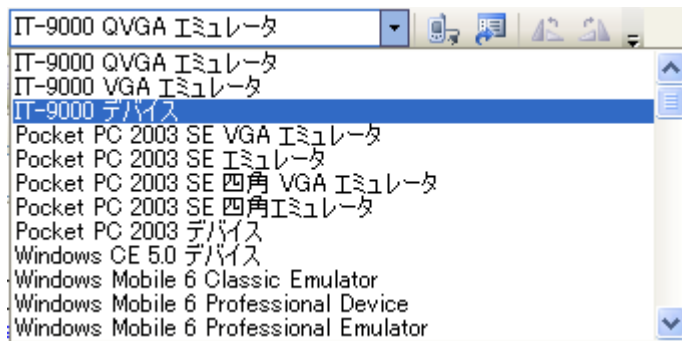 IT-9000 QVGA エミュレータ
IT-9000 QVGA エミュレータ
IT-9000 VGA エミュレータ
IT-9000 デバイス
Pocket PC 2003 SE VGA エミュレータ
Pocket PC 2003 SE エミュレータ
Pocket PC 2003 SE 四角 VGA エミュレータ
Pocket PC 2003 SE 四角エミュレータ
Pocket PC 2003 デバイス
Windows CE 5.0 デバイス
Windows Mobile 6 Classic Emulator
Windows Mobile 6 Professional Device
Windows Mobile 6 Professional Emulator